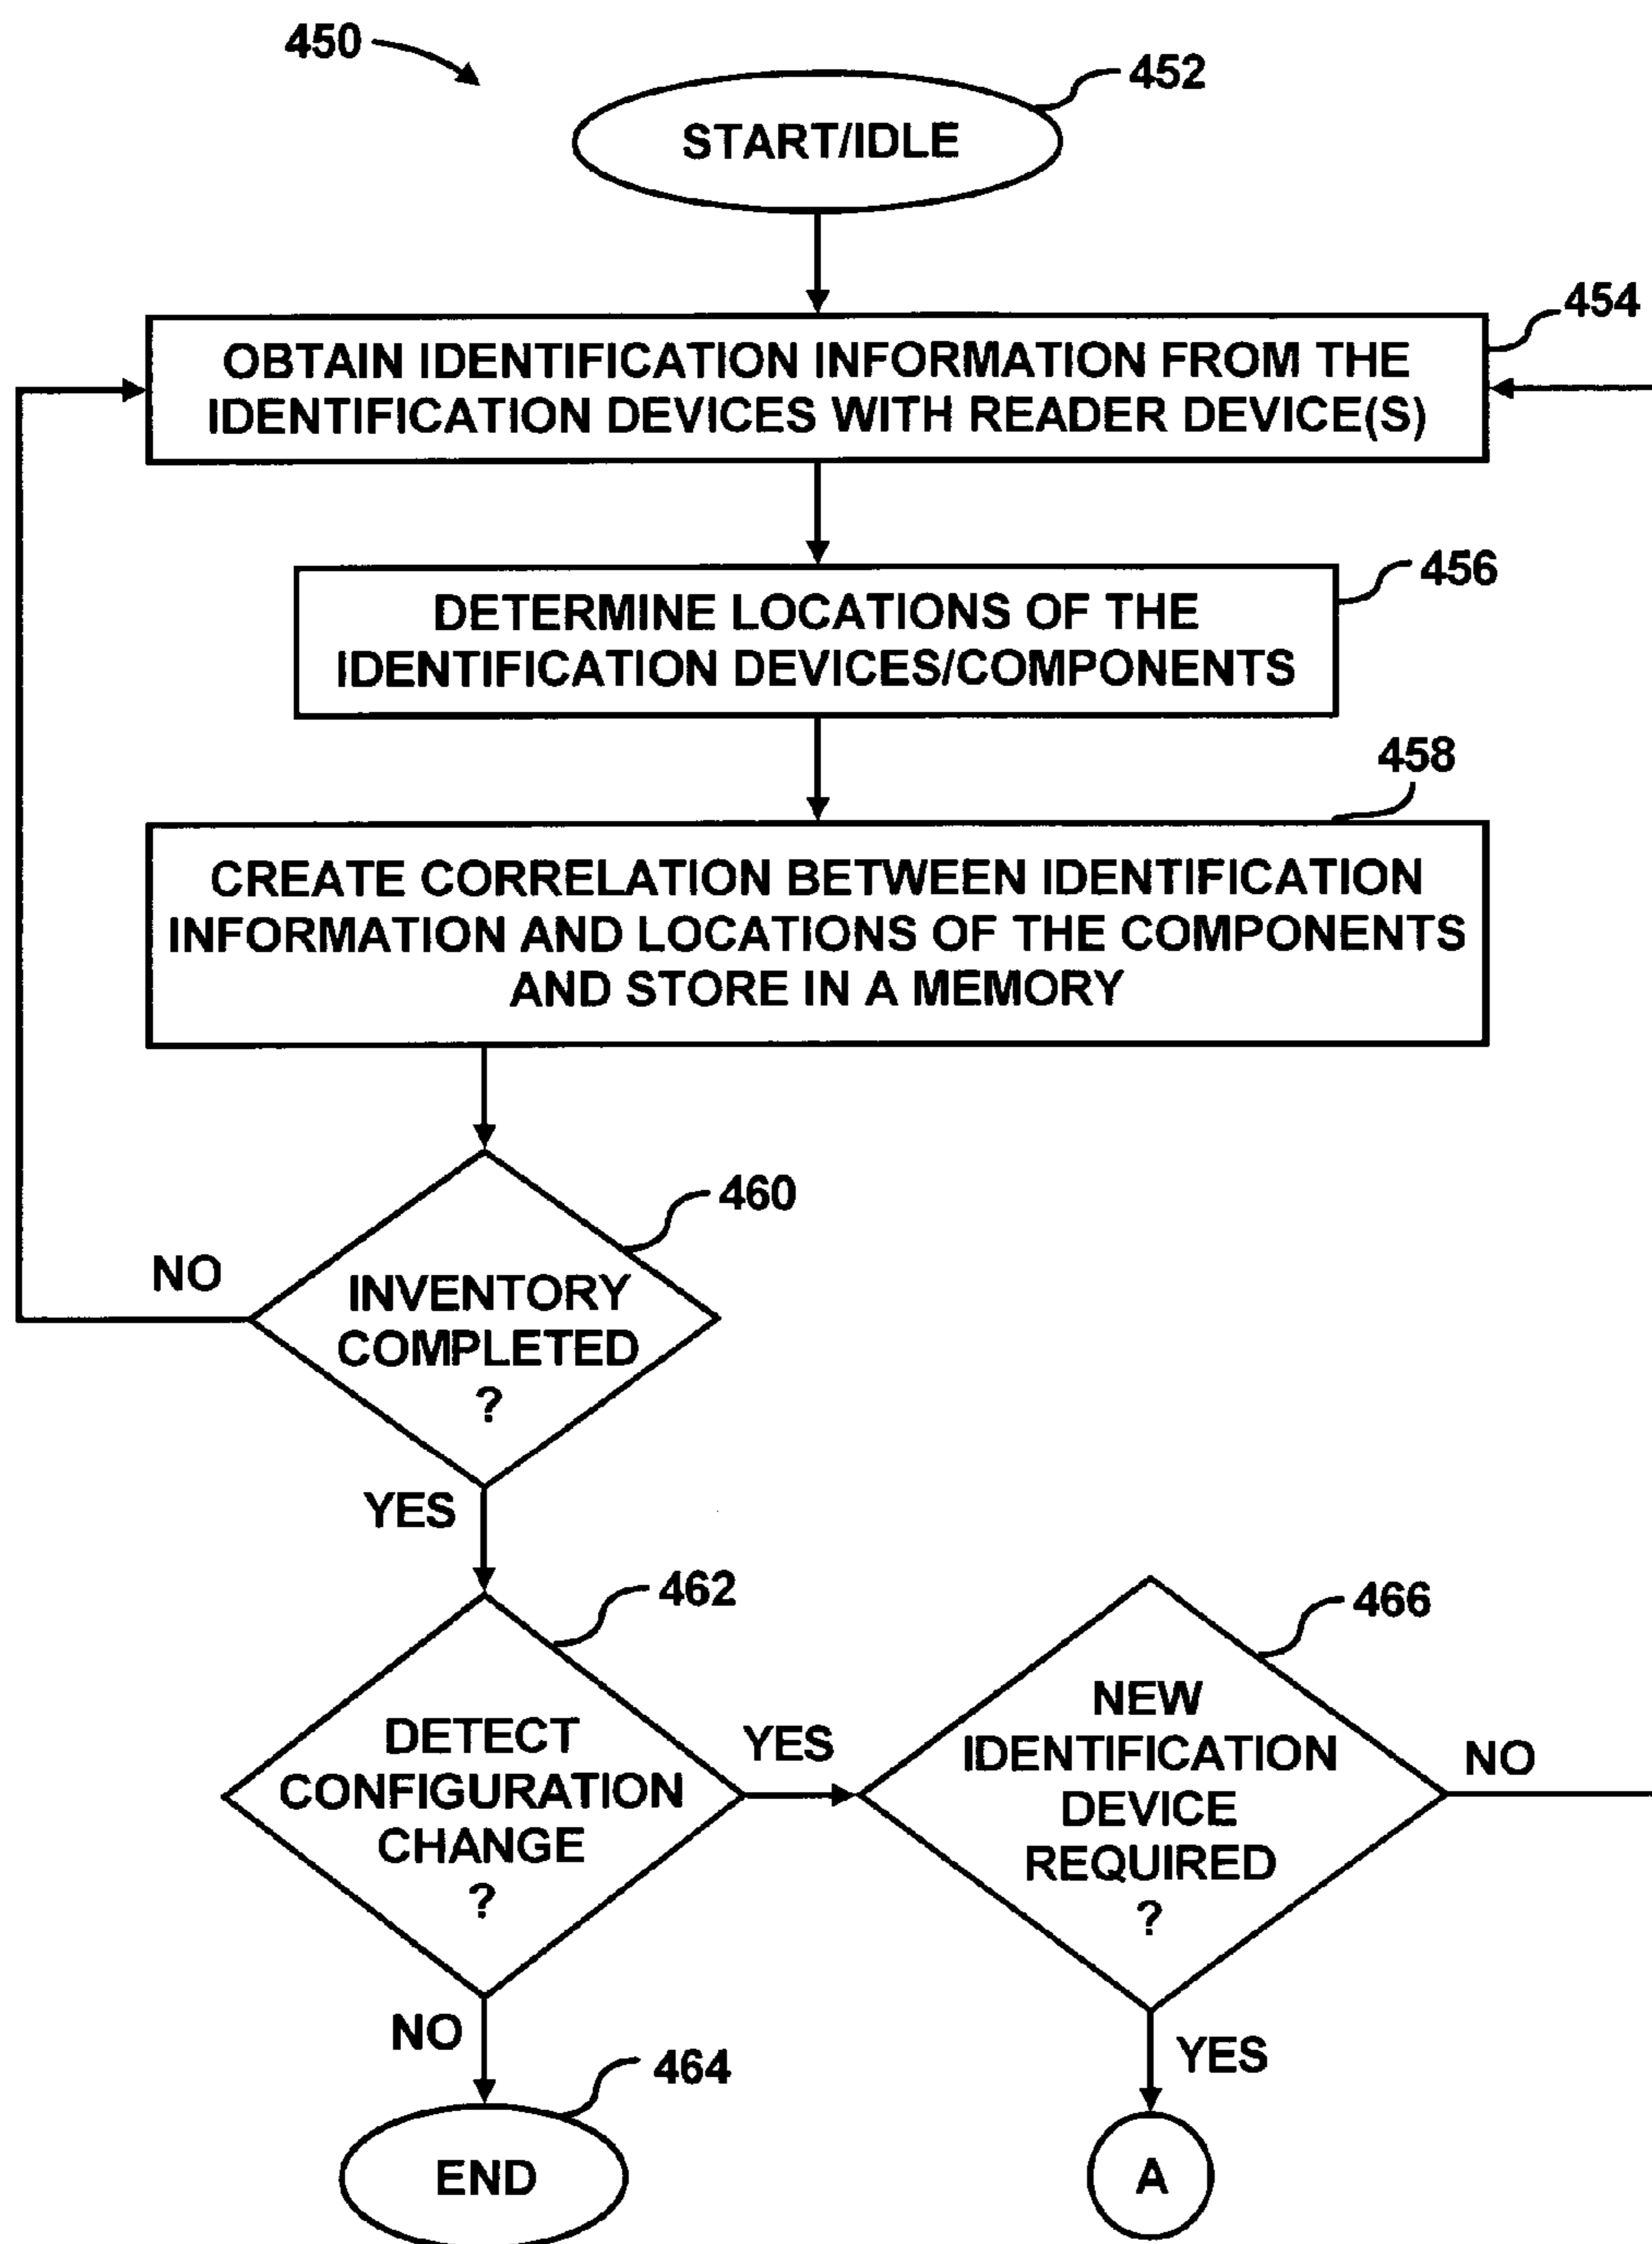 450
452
START/IDLE
454
OBTAIN IDENTIFICATION INFORMATION FROM THE
IDENTIFICATION DEVICES WITH READER DEVICE(S)
456
DETERMINE LOCATIONS OF THE
IDENTIFICATION DEVICES/COMPONENTS
458
CREATE CORRELATION BETWEEN IDENTIFICATION
INFORMATION AND LOCATIONS OF THE COMPONENTS
AND STORE IN A MEMORY
460
NO
INVENTORY
COMPLETED
?
YES
462
DETECT
CONFIGURATION
CHANGE
?
YES
466
NEW
IDENTIFICATION
DEVICE
REQUIRED
?
NO
NO
464
END
YES
A